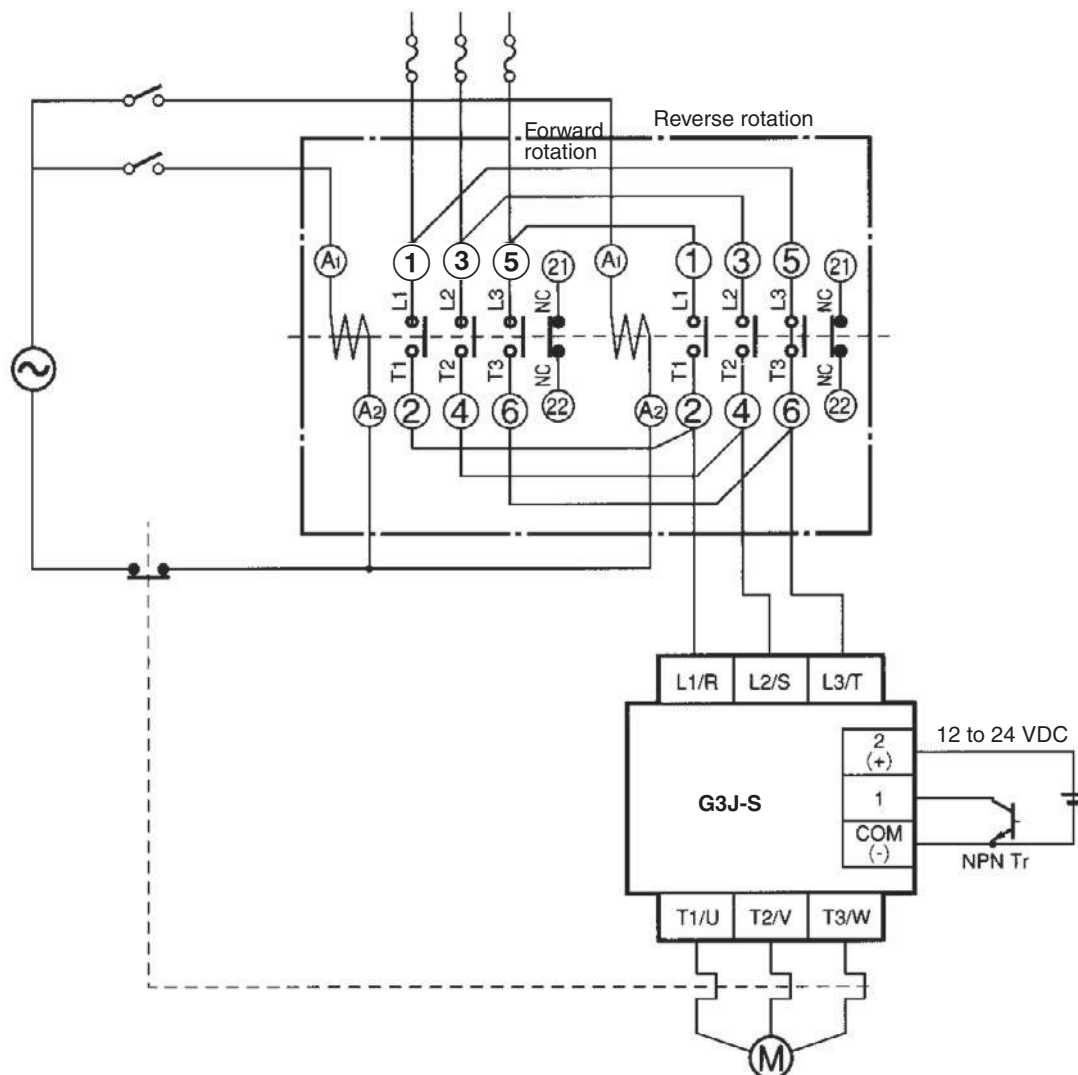 Reverse rotation
Forward
rotation
A1 1 3 5 21 A1 1 3 5 21
L1 L2 L3 NC L1 L2 L3 NC
T1 T2 T3 NC T1 T2 T3 NC
A2 2 4 6 22 A2 2 4 6 22
L1/R L2/S L3/T
12 to 24 VDC
2
(+)
G3J-S
1
COM
(-)
NPN Tr
T1/U T2/V T3/W
M